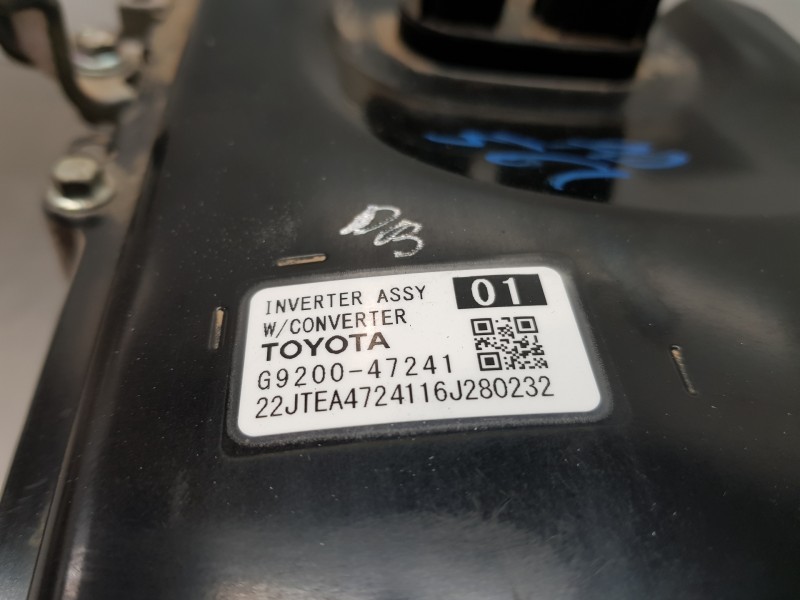 INVERTER ASSY 01
W/CONVERTER
TOYOTA
G9200-47241
22JTEA4724116J280232